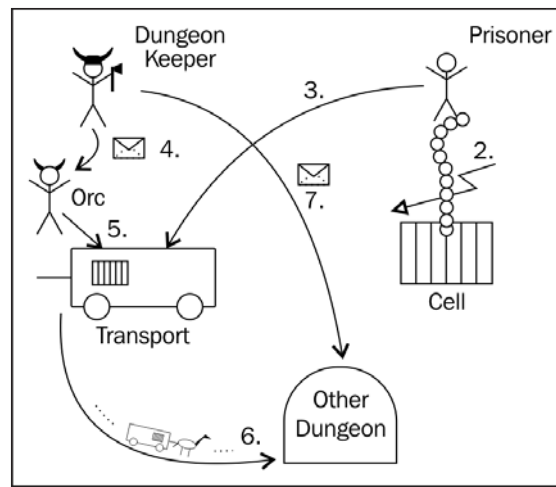 Dungeon
Keeper
Prisoner
3.
4.
2.
Orc
7.
5.
Cell
Transport
Other
Dungeon
6.